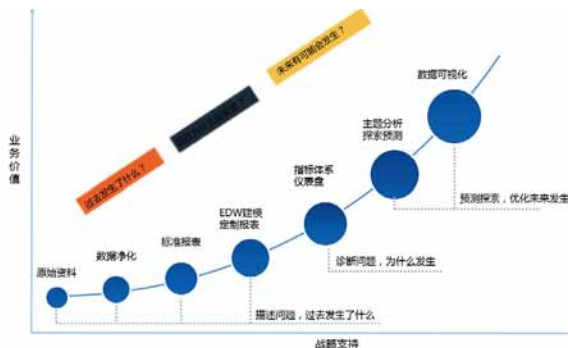 未来有可能会发生？
过去发生了什么？
业务价值
数据可视化
主题分析
探索预测
指标体系
仪表盘
EDW建模
定制报表
标准报表
数据净化
原始资料
预测探索，优化未来发生
诊断问题，为什么发生
描述问题，过去发生了什么
战略支持